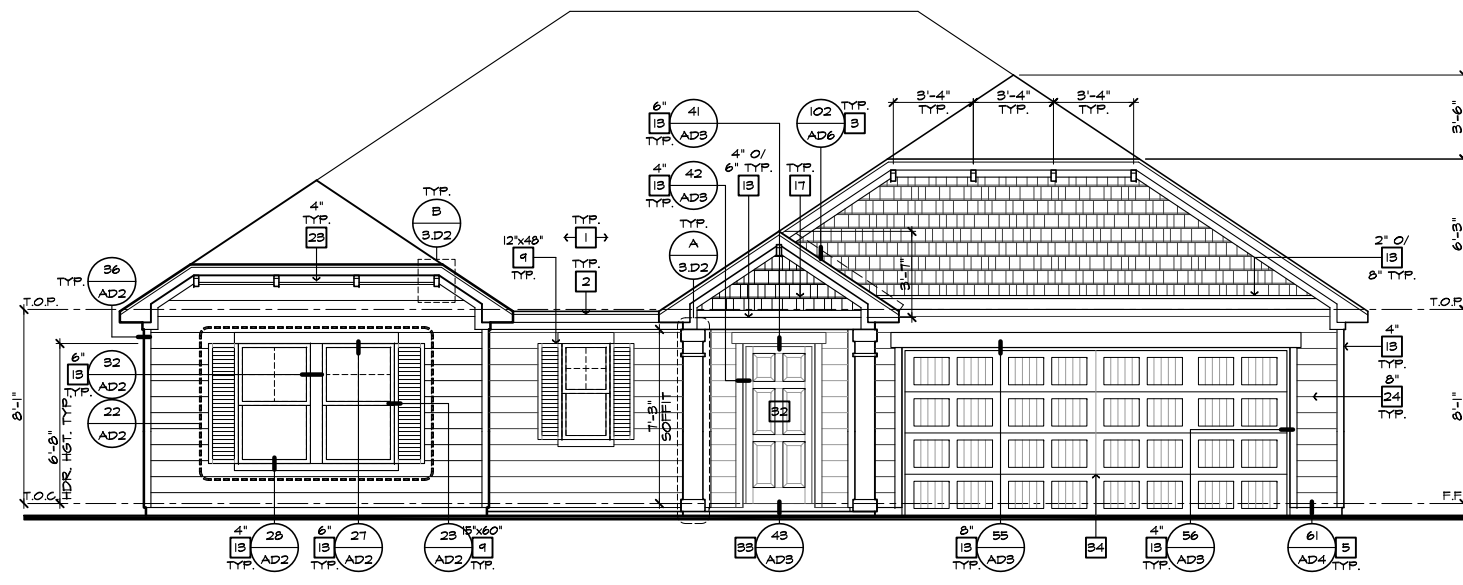 3'-4" 3'-4" 3'-4"
TYP. TYP. TYP.
3'-6"
6" 41 102 TYP.
13 AD3 AD6 3
TYP.
4" O/
6" TYP.
13
TYP.
17
4" 42
13 AD3
TYP.
TYP.
B
3.D2
4"
TYP.
23
12"x48"
9
TYP.
TYP.
1
TYP.
2
TYP.
A
3.D2
6'-3"
2" O/
13
8" TYP.
3'-7"
TYP. 36
AD2
T.O.P.
T.O.P.
6" 32
13 AD2
TYP.
22
AD2
8'-1"
6'-8"
HDR. HGT. TYP.
7'-3"
SOFFIT
32
4"
13
TYP.
8"
24
TYP.
8'-1"
T.O.C.
F.F.
4" 28
13 AD2
TYP.
6" 27
13 AD2
TYP.
23 15"x60"
AD2 9
TYP.
33 43
AD3
8" 55
13 AD3
TYP.
34
4" 56
13 AD3
TYP.
61
AD4 5